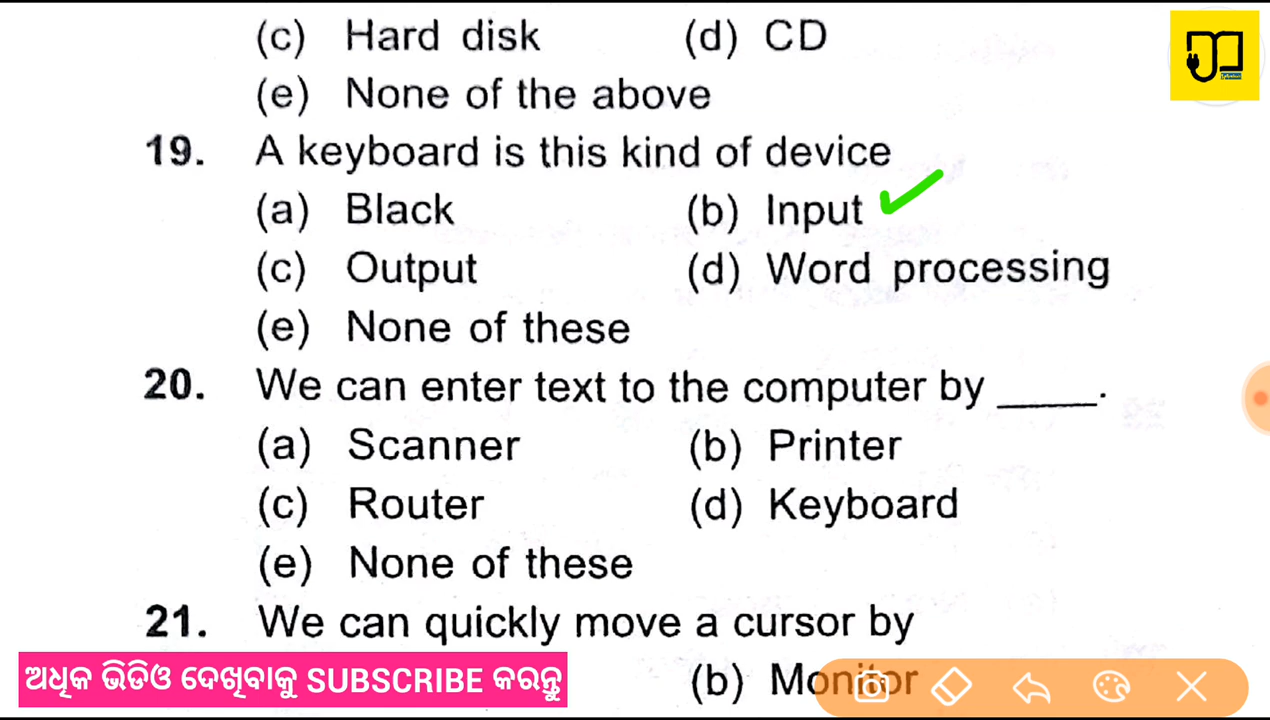 (c) Hard disk (d) CD
(e) None of the above
19. A keyboard is this kind of device
(a) Black (b) Input
(c) Output (d) Word processing
(e) None of these
20. We can enter text to the computer by _____.
(a) Scanner (b) Printer
(c) Router (d) Keyboard
(e) None of these
21. We can quickly move a cursor by
ଅଧିକ ଭିଡିଓ ଦେଖିବାକୁ SUBSCRIBE କରନ୍ତୁ
(b) Monitor